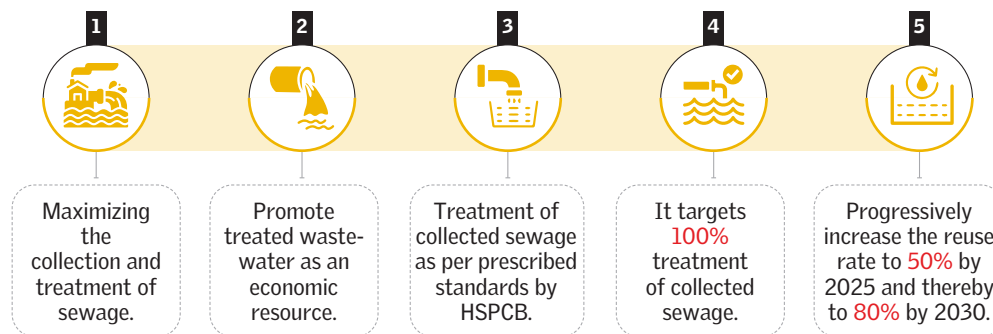 1
Maximizing
the
collection and
treatment of
sewage.
2
Promote
treated waste-
water as an
economic
resource.
3
Treatment of
collected sewage
as per prescribed
standards by
HSPCB.
4
It targets
100%
treatment
of collected
sewage.
5
Progressively
increase the reuse
rate to 50% by
2025 and thereby
to 80% by 2030.